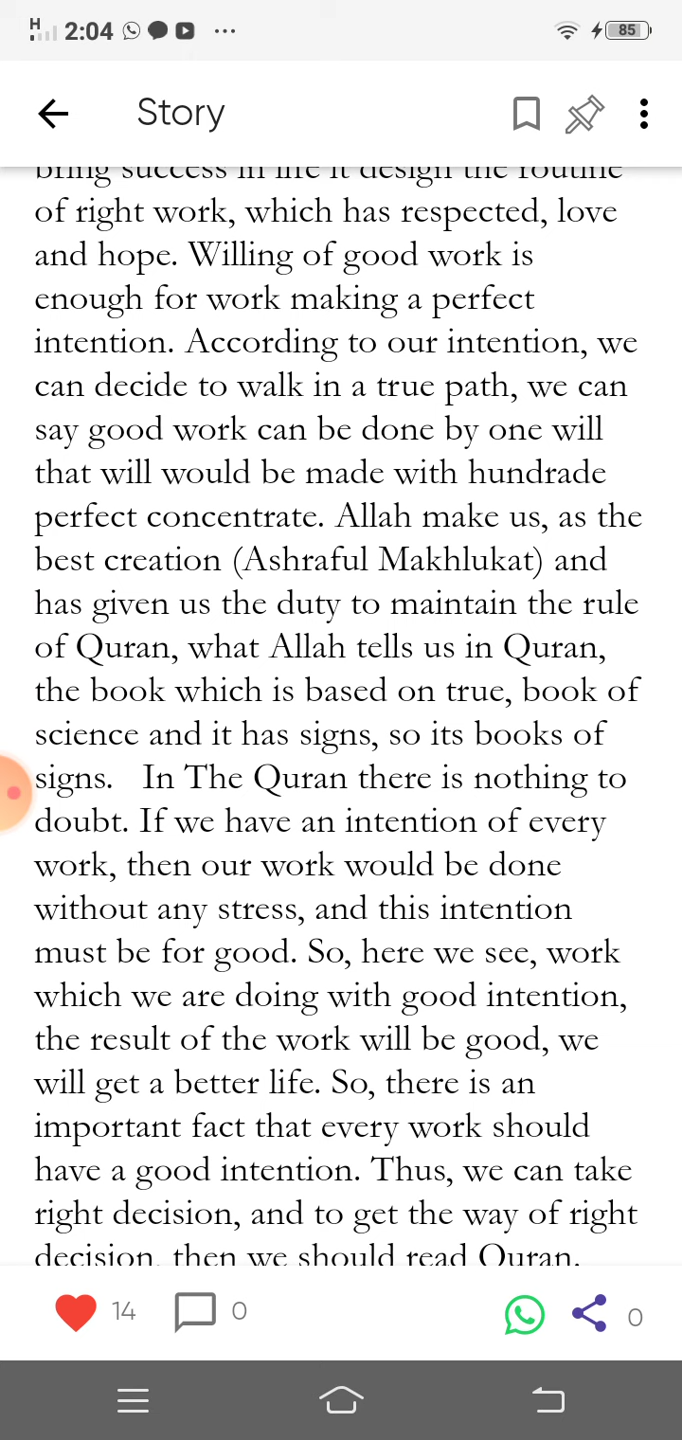 H
2:04
85
Story
bring success in life it design the routine
of right work, which has respected, love
and hope. Willing of good work is
enough for work making a perfect
intention. According to our intention, we
can decide to walk in a true path, we can
say good work can be done by one will
that will would be made with hundrade
perfect concentrate. Allah make us, as the
best creation (Ashraful Makhlukat) and
has given us the duty to maintain the rule
of Quran, what Allah tells us in Quran,
the book which is based on true, book of
science and it has signs, so its books of
signs.   In The Quran there is nothing to
doubt. If we have an intention of every
work, then our work would be done
without any stress, and this intention
must be for good. So, here we see, work
which we are doing with good intention,
the result of the work will be good, we
will get a better life. So, there is an
important fact that every work should
have a good intention. Thus, we can take
right decision, and to get the way of right
decision, then we should read Quran.
14
0
0